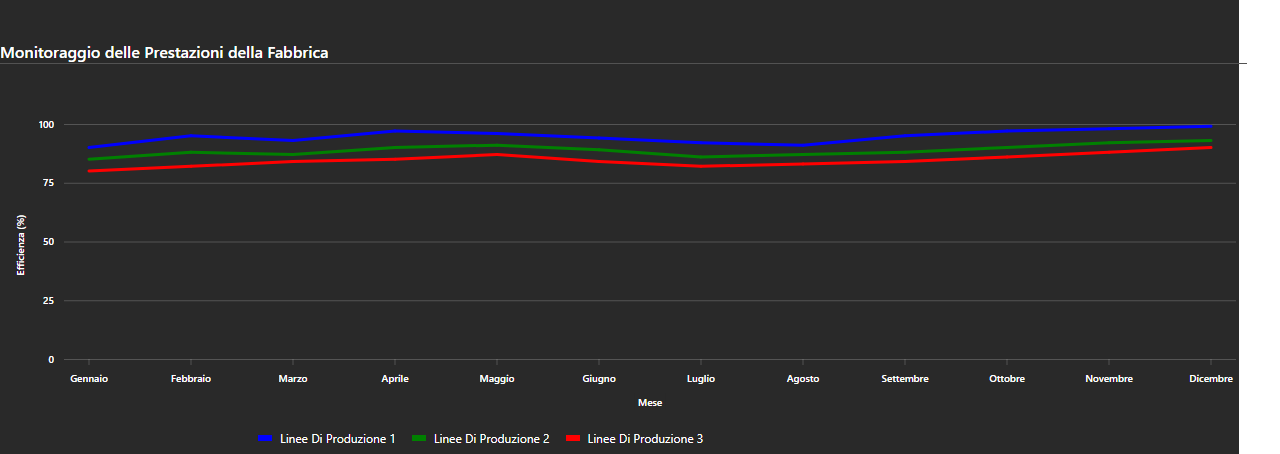 Monitoraggio delle Prestazioni della Fabbrica
100
75
50
25
0
Efficienza (%)
Gennaio Febbraio Marzo Aprile Maggio Giugno Luglio Agosto Settembre Ottobre Novembre Dicembre
Mese
Linee Di Produzione 1 Linee Di Produzione 2 Linee Di Produzione 3